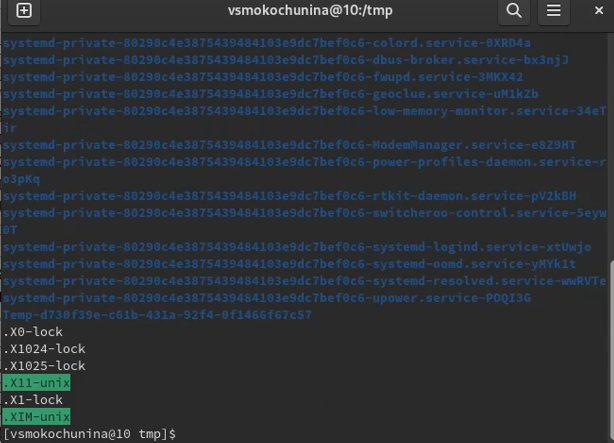 vsmokochunina@10:/tmp
systemd-private-80290c4e3875439484103e9dc7bef0c6-colord.service-0XRD4a
systemd-private-80290c4e3875439484103e9dc7bef0c6-dbus-broker.service-bx3njJ
systemd-private-80290c4e3875439484103e9dc7bef0c6-fwupd.service-3MKX42
systemd-private-80290c4e3875439484103e9dc7bef0c6-geoclue.service-uM1kZb
systemd-private-80290c4e3875439484103e9dc7bef0c6-low-memory-monitor.service-34eT
ir
systemd-private-80290c4e3875439484103e9dc7bef0c6-ModemManager.service-e8Z9HT
systemd-private-80290c4e3875439484103e9dc7bef0c6-power-profiles-daemon.service-r
o3pKq
systemd-private-80290c4e3875439484103e9dc7bef0c6-rtkit-daemon.service-pV2kBH
systemd-private-80290c4e3875439484103e9dc7bef0c6-switcheroo-control.service-5eyw
0T
systemd-private-80290c4e3875439484103e9dc7bef0c6-systemd-logind.service-xtUwjo
systemd-private-80290c4e3875439484103e9dc7bef0c6-systemd-oomd.service-yMYk1t
systemd-private-80290c4e3875439484103e9dc7bef0c6-systemd-resolved.service-wwRVTe
systemd-private-80290c4e3875439484103e9dc7bef0c6-upower.service-POQI3G
Temp-d730f39e-c61b-431a-92f4-0f1466f67c57
.X0-lock
.X1024-lock
.X1025-lock
.X11-unix
.X1-lock
.XIM-unix
[vsmokochunina@10 tmp]$